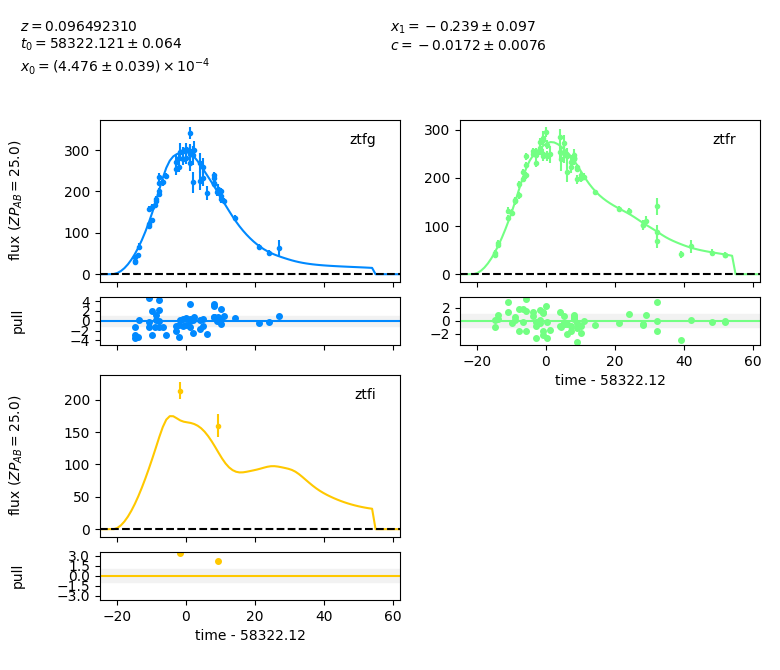 z = 0.096492310
t₀ = 58322.121 ± 0.064
x₀ = (4.476 ± 0.039) × 10⁻⁴
x₁ = −0.239 ± 0.097
c = −0.0172 ± 0.0076
flux (ZP_AB = 25.0)
ztfg
300
200
100
0
pull
4
2
0
−2
−4
ztfr
300
200
100
0
2
0
−2
−20 0 20 40 60
time - 58322.12
flux (ZP_AB = 25.0)
ztfi
200
150
100
50
0
pull
3.0
1.5
0.0
−1.5
−3.0
−20 0 20 40 60
time - 58322.12